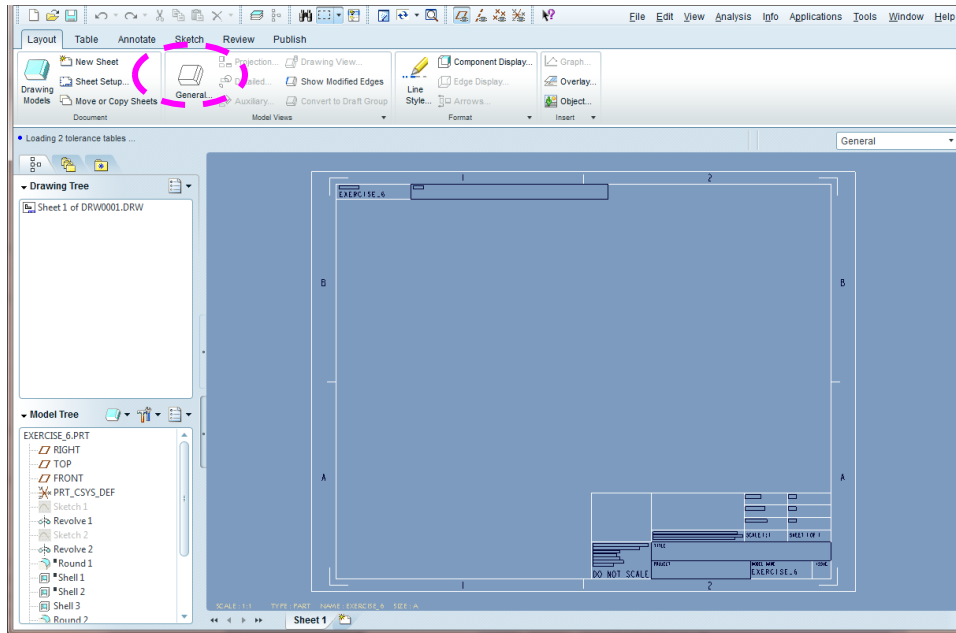 File Edit View Analysis Info Applications Tools Window Help
Layout Table Annotate Sketch Review Publish
New Sheet
Sheet Setup...
Move or Copy Sheets
Drawing
Models
Document
General...
Projection...
Detailed...
Auxiliary...
Drawing View...
Show Modified Edges
Convert to Draft Group
Model Views
Line
Style...
Component Display...
Edge Display...
Arrows...
Format
Graph...
Overlay...
Object...
Insert
Loading 2 tolerance tables ...
General
Drawing Tree
Sheet 1 of DRW0001.DRW
Model Tree
EXERCISE_6.PRT
RIGHT
TOP
FRONT
PRT_CSYS_DEF
Sketch 1
Revolve 1
Sketch 2
Revolve 2
Round 1
Shell 1
Shell 2
Shell 3
Round 2
1 2
EXERCISE_6
B B
A A
SCALE 1:1 SHEET 1 OF 1
TITLE
PROJECT MODEL NAME ISSUE
DO NOT SCALE EXERCISE_6
1 2
SCALE : 1:1 TYPE : PART NAME : EXERCISE_6 SIZE : A
Sheet 1